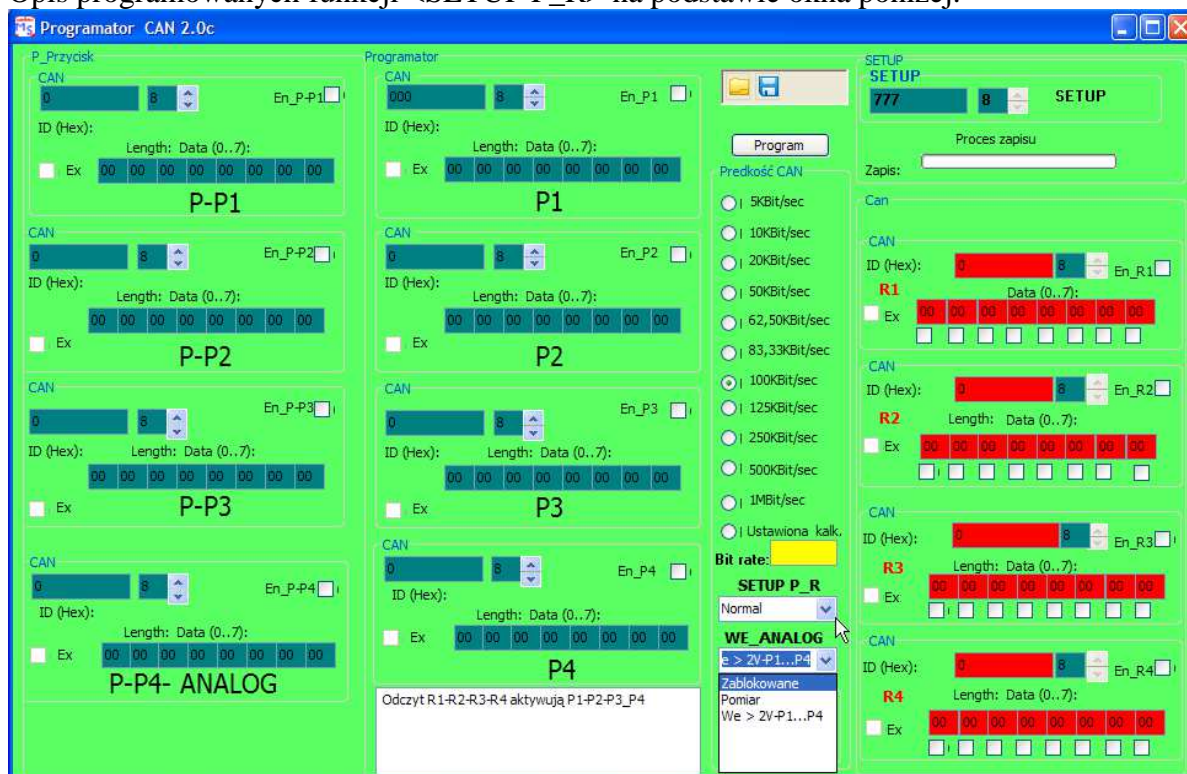 Opis programowanych funkcji <SETUP P_R> na podstawie okna poniżej:
Programator CAN 2.0c
P_Przycisk
CAN
0 8 En_P-P1
ID (Hex):
Length: Data (0..7):
Ex 00 00 00 00 00 00 00 00
P-P1
CAN
0 8 En_P-P2
ID (Hex):
Length: Data (0..7):
00 00 00 00 00 00 00 00
Ex
P-P2
CAN
0 8 En_P-P3
ID (Hex): Length: Data (0..7):
00 00 00 00 00 00 00 00
Ex
P-P3
CAN
0 8 En_P-P4
ID (Hex):
Length: Data (0..7):
Ex 00 00 00 00 00 00 00 00
P-P4- ANALOG
Programator
CAN
000 8 En_P1
ID (Hex):
Length: Data (0..7):
Ex 00 00 00 00 00 00 00 00
P1
CAN
0 8 En_P2
ID (Hex):
Length: Data (0..7):
00 00 00 00 00 00 00 00
Ex
P2
CAN
0 8 En_P3
ID (Hex): Length: Data (0..7):
00 00 00 00 00 00 00 00
Ex
P3
CAN
0 8 En_P4
ID (Hex):
Length: Data (0..7):
Ex 00 00 00 00 00 00 00 00
P4
Odczyt R1-R2-R3-R4 aktywują P1-P2-P3_P4
Program
Predkość CAN
5KBit/sec
10KBit/sec
20KBit/sec
50KBit/sec
62,50KBit/sec
83,33KBit/sec
100KBit/sec
125KBit/sec
250KBit/sec
500KBit/sec
1MBit/sec
Ustawiona kalk.
Bit rate:
SETUP P_R
Normal
WE_ANALOG
e > 2V-P1...P4
Zablokowane
Pomiar
We > 2V-P1...P4
SETUP
SETUP
777 8 SETUP
Proces zapisu
Zapis:
Can
CAN
ID (Hex): 0 8 En_R1
R1 Data (0..7):
Ex 00 00 00 00 00 00 00 00
CAN
ID (Hex): 0 8 En_R2
R2 Length: Data (0..7):
Ex 00 00 00 00 00 00 00 00
CAN
ID (Hex): 0 8 En_R3
R3 Length: Data (0..7):
Ex 00 00 00 00 00 00 00 00
CAN
ID (Hex): 0 8 En_R4
R4 Length: Data (0..7):
Ex 00 00 00 00 00 00 00 00